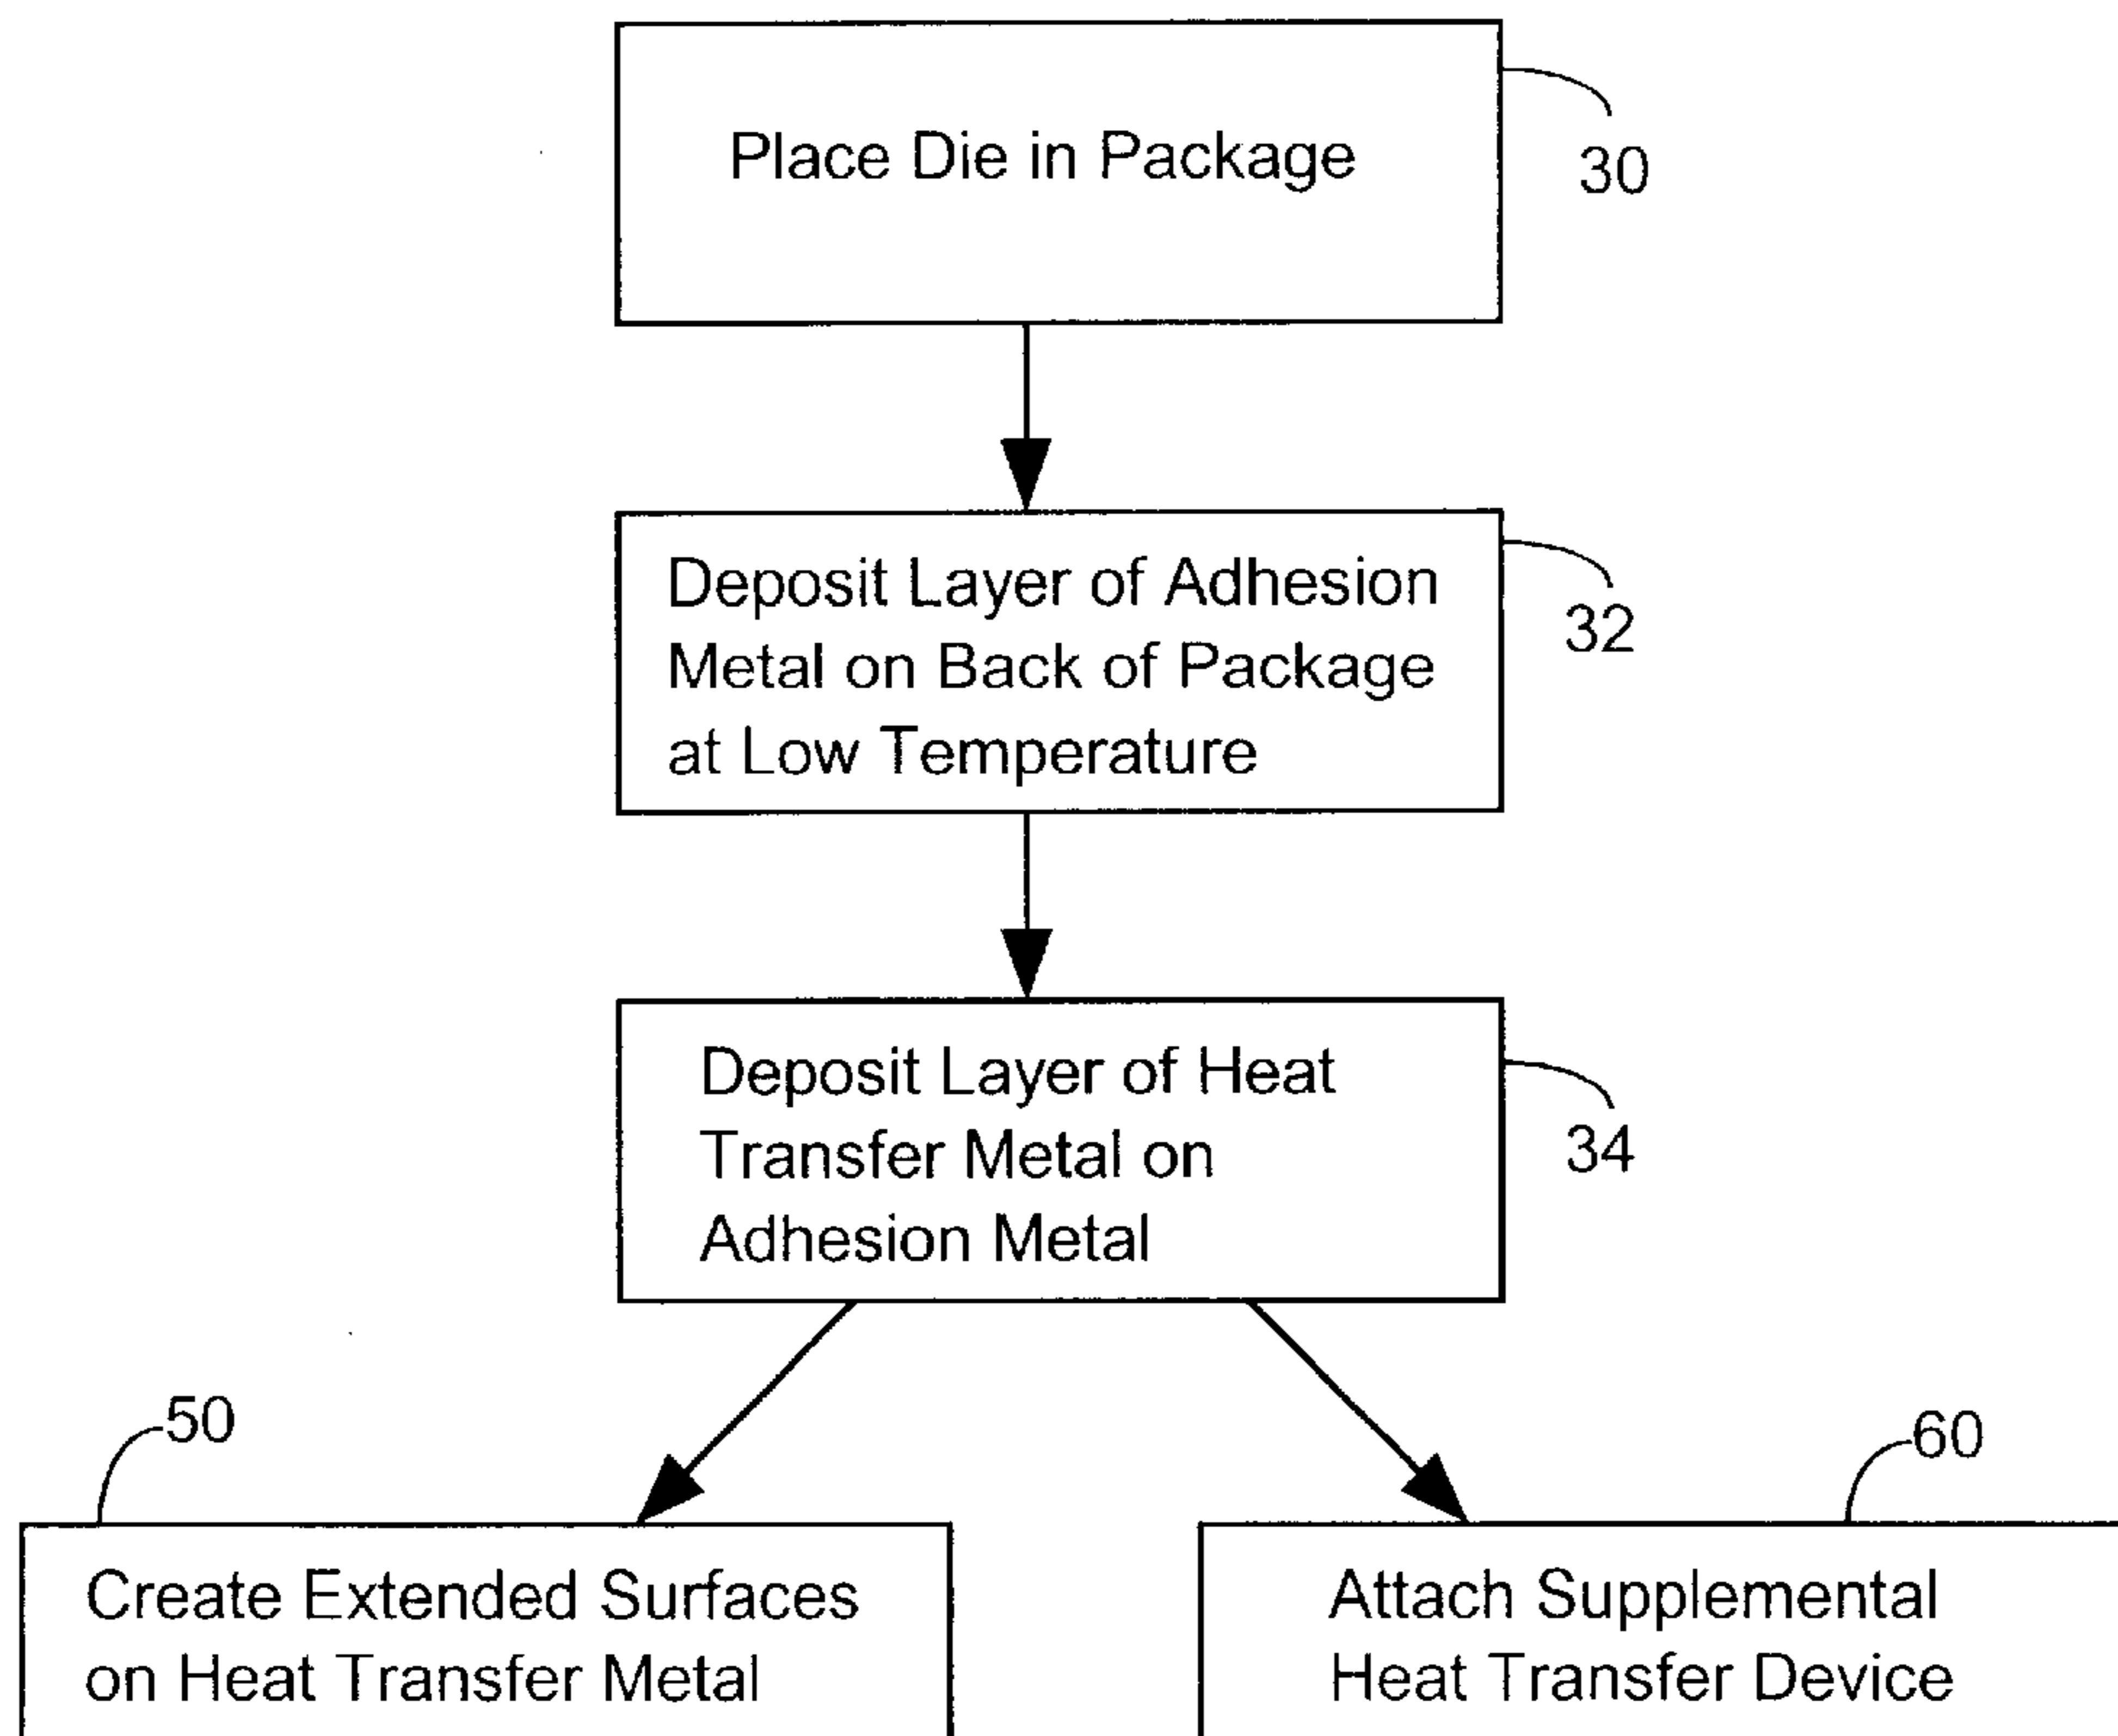 Place Die in Package
30
Deposit Layer of Adhesion
Metal on Back of Package
at Low Temperature
32
Deposit Layer of Heat
Transfer Metal on
Adhesion Metal
34
50
Create Extended Surfaces
on Heat Transfer Metal
60
Attach Supplemental
Heat Transfer Device